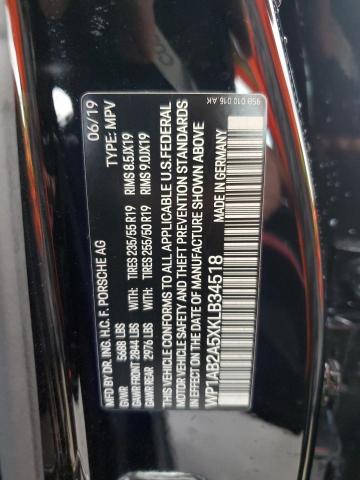 95B 010 016 AK
MFD BY DR. ING. H.C. F. PORSCHE AG 06/19
GVWR 5688 LBS TYPE: MPV
GAWR FRONT 2844 LBS WITH: TIRES 235/55 R19 RIMS 8.5JX19
GAWR REAR 2976 LBS WITH: TIRES 255/50 R19 RIMS 9.0JX19
THIS VEHICLE CONFORMS TO ALL APPLICABLE U.S. FEDERAL
MOTOR VEHICLE SAFETY AND THEFT PREVENTION STANDARDS
IN EFFECT ON THE DATE OF MANUFACTURE SHOWN ABOVE
WP1AB2A5XKLB34518 MADE IN GERMANY